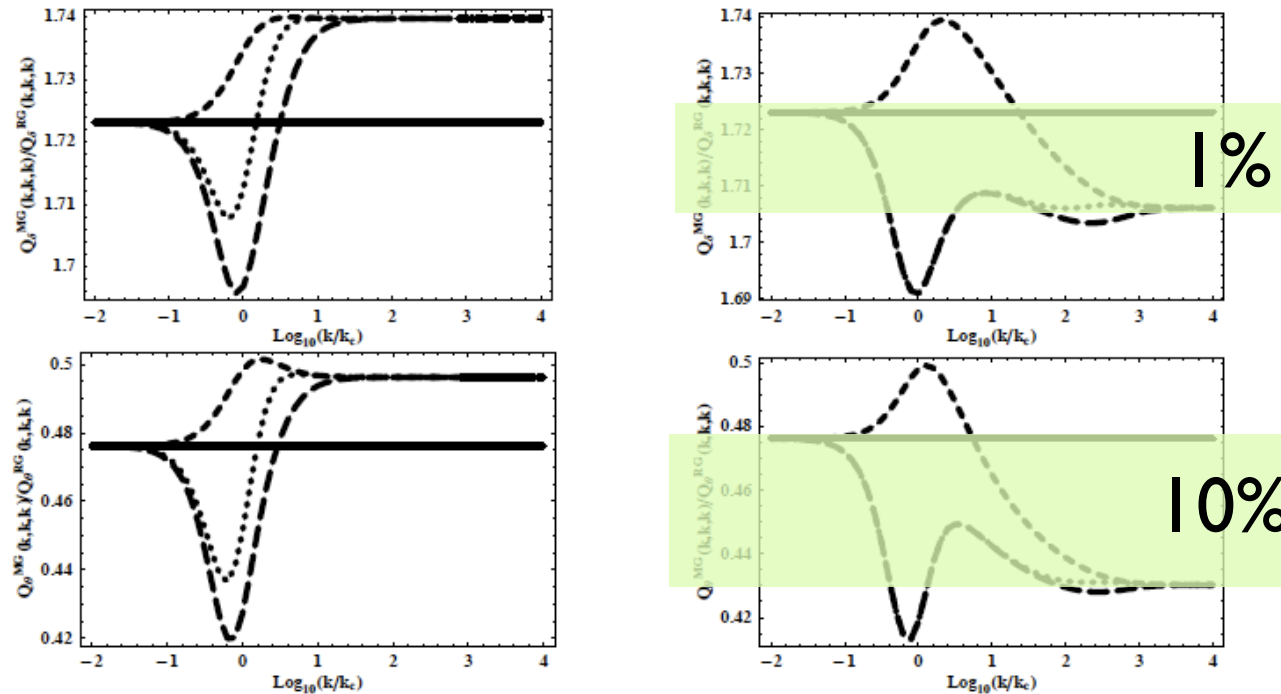 1.74
1.73
1.72
1.71
1.7
Q_δ^MG(k,k,k)/Q_δ^RG(k,k,k)
−2 −1 0 1 2 3 4
Log₁₀(k/k_c)
1.74
1.73
1.72
1.71
1.7
1.69
Q_δ^MG(k,k,k)/Q_δ^RG(k,k,k)
1%
−2 −1 0 1 2 3 4
Log₁₀(k/k_c)
0.5
0.48
0.46
0.44
0.42
Q_θ^MG(k,k,k)/Q_θ^RG(k,k,k)
−2 −1 0 1 2 3 4
Log₁₀(k/k_c)
0.5
0.48
0.46
0.44
0.42
Q_θ^MG(k,k,k)/Q_θ^RG(k,k,k)
10%
−2 −1 0 1 2 3 4
Log₁₀(k/k_c)